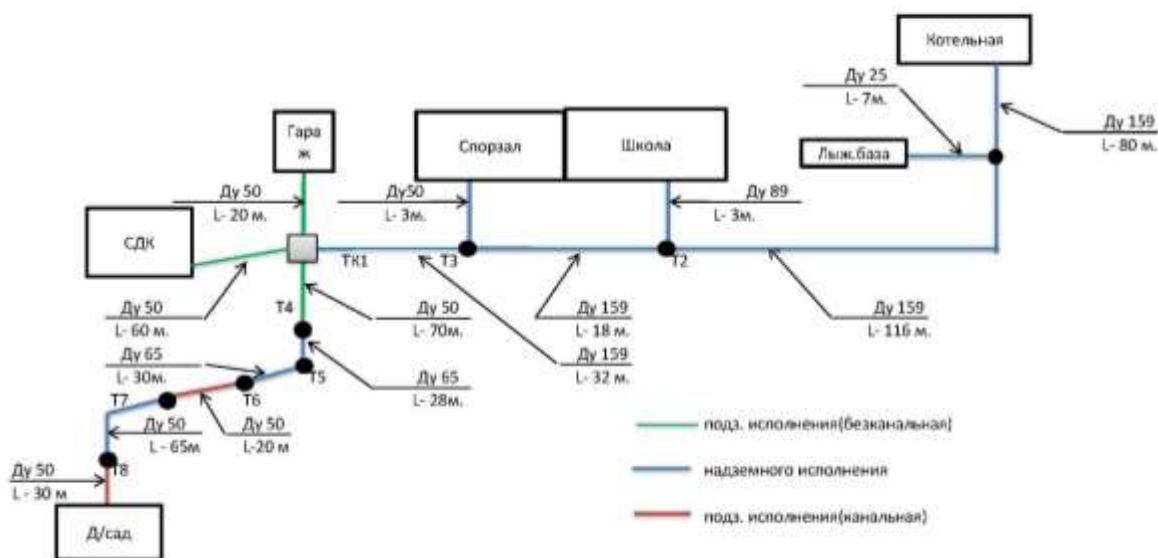 Котельная
Ду 25
L- 7м.
Ду 159
L- 80 м.
Гара
ж
Спорзал
Школа
Лыж.база
Ду 50
L- 20 м.
Ду50
L- 3м.
Ду 89
L- 3м.
СДК
ТК1
Т3
Т2
Ду 50
L- 60 м.
Т4
Ду 50
L- 70м.
Ду 159
L- 18 м.
Ду 159
L- 116 м.
Ду 159
L- 32 м.
Ду 65
L- 30м.
Т5
Ду 65
L- 28м.
Т7
Т6
Ду 50
L - 65м
Ду 50
L-20 м
Т8
Ду 50
L - 30 м
Д/сад
подз. исполнения(безканальная)
надземного исполнения
подз. исполнения(канальная)